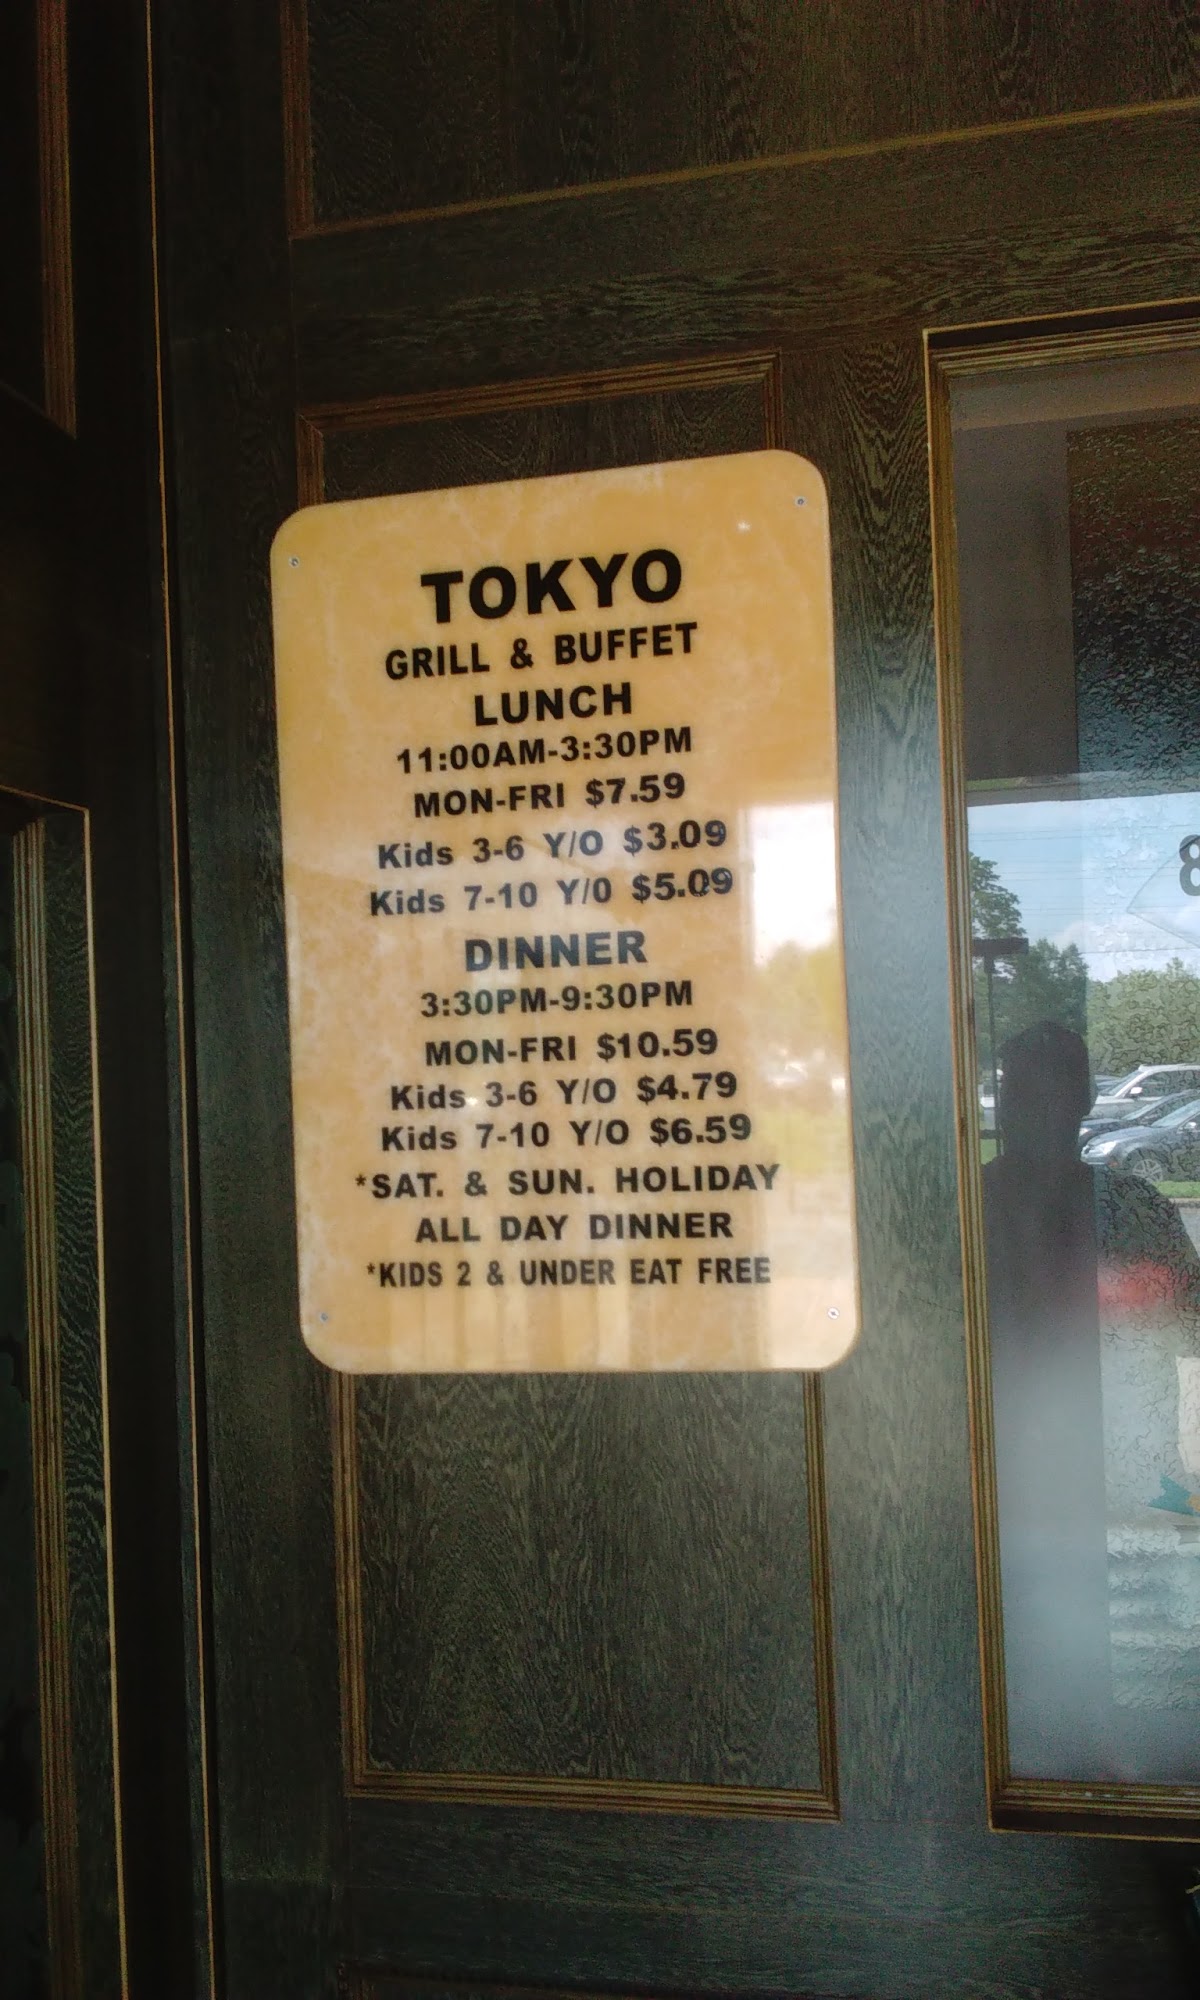 TOKYO
GRILL & BUFFET
LUNCH
11:00AM-3:30PM
MON-FRI $7.59
Kids 3-6 Y/O $3.09
Kids 7-10 Y/0 $5.09
DINNER
3:30PM-9:30PM
MON-FRI $10.59
Kids 3-6 Y/O $4.79
Kids 7-10 Y/O $6.59
*SAT. & SUN. HOLIDAY
ALL DAY DINNER
*KIDS 2 & UNDER EAT FREE
8